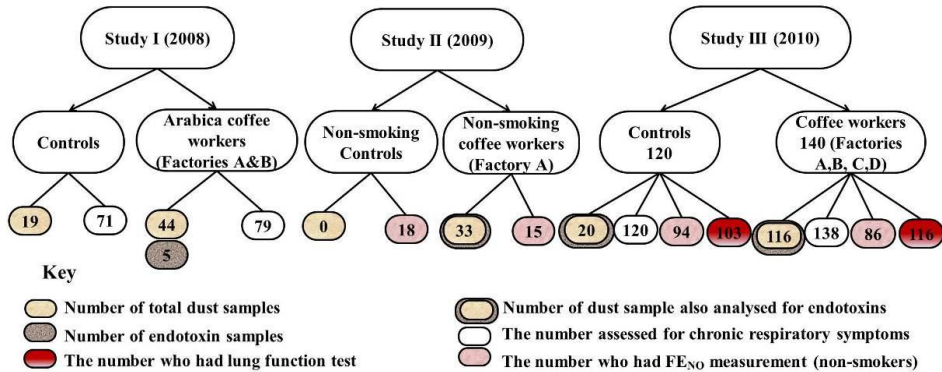 Study I (2008)
Study II (2009)
Study III (2010)
Controls
Arabica coffee
workers
(Factories A&B)
Non-smoking
Controls
Non-smoking
coffee workers
(Factory A)
Controls
120
Coffee workers
140 (Factories
A,B, C,D)
19
71
44
5
79
0
18
33
15
20
120
94
103
116
138
86
116
Key
Number of total dust samples
Number of endotoxin samples
The number who had lung function test
Number of dust sample also analysed for endotoxins
The number assessed for chronic respiratory symptoms
The number who had FENO measurement (non-smokers)